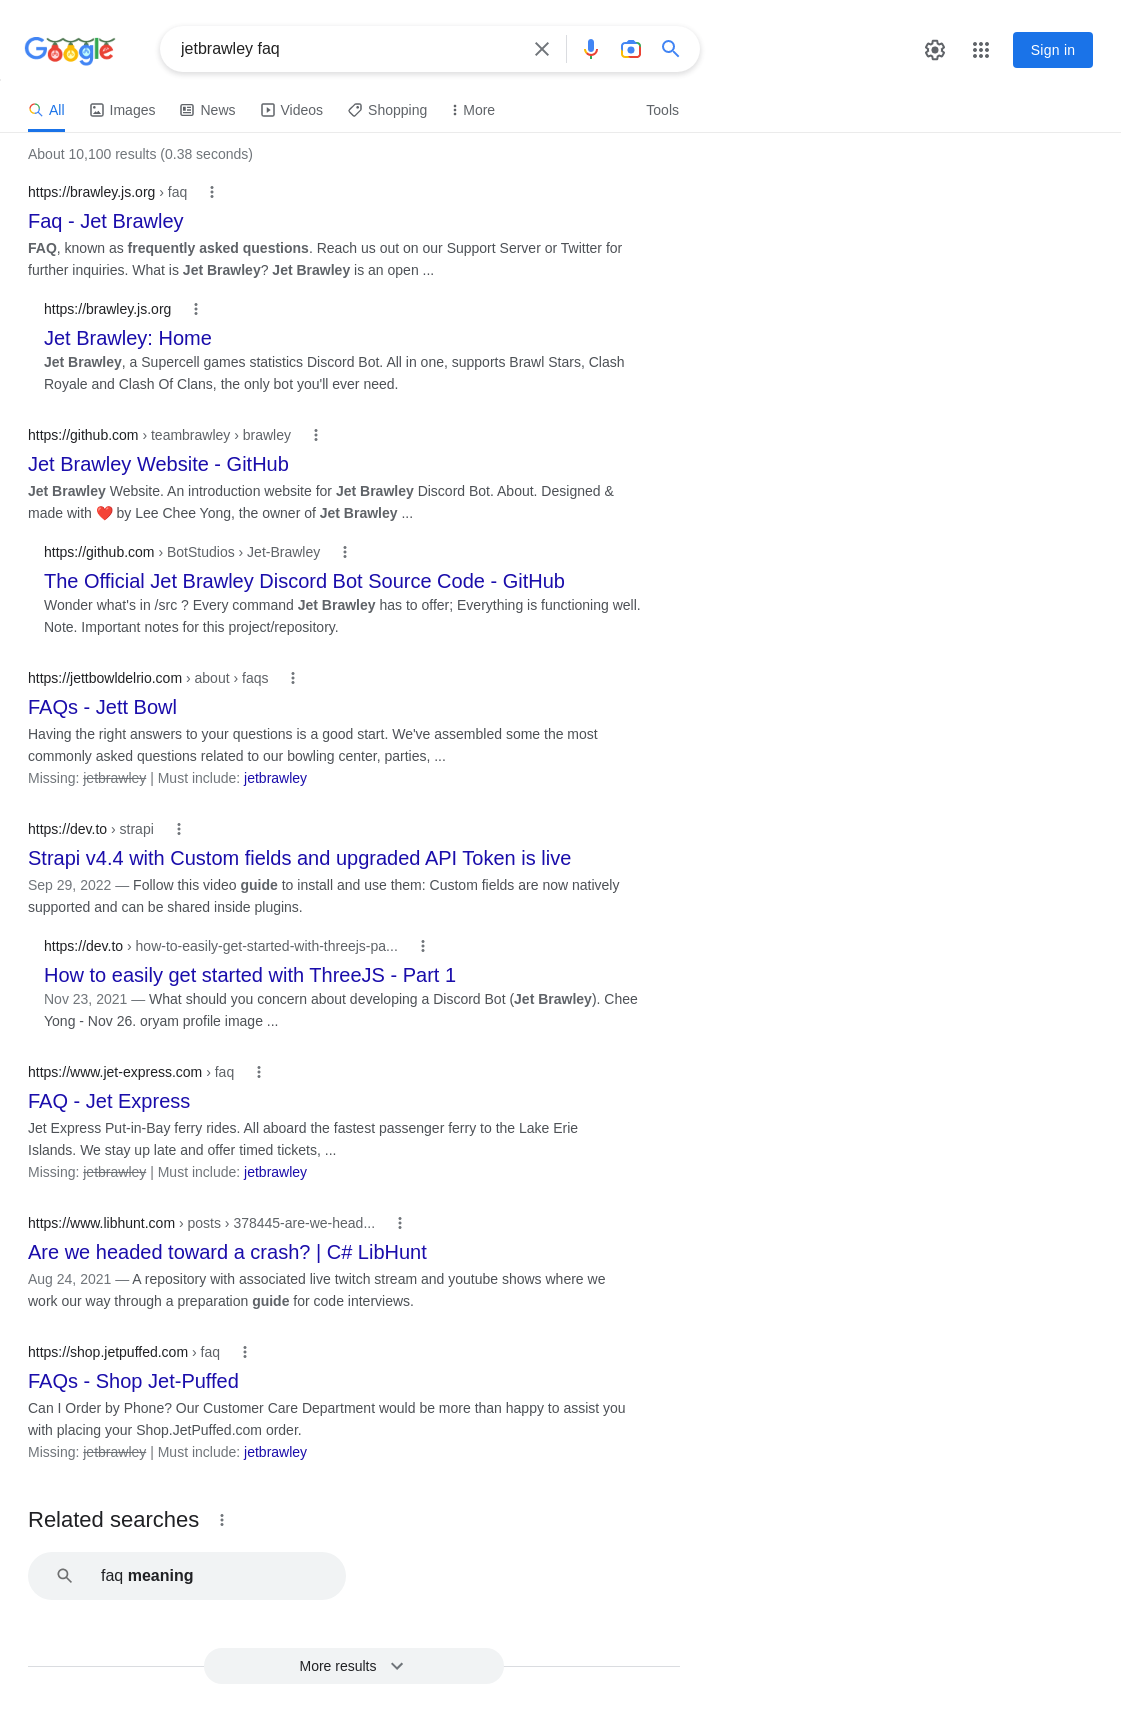 Google
jetbrawley faq
Sign in
All Images News Videos Shopping More Tools
About 10,100 results (0.38 seconds)
https://brawley.js.org › faq
Faq - Jet Brawley
FAQ, known as frequently asked questions. Reach us out on our Support Server or Twitter for
further inquiries. What is Jet Brawley? Jet Brawley is an open ...
https://brawley.js.org
Jet Brawley: Home
Jet Brawley, a Supercell games statistics Discord Bot. All in one, supports Brawl Stars, Clash
Royale and Clash Of Clans, the only bot you'll ever need.
https://github.com › teambrawley › brawley
Jet Brawley Website - GitHub
Jet Brawley Website. An introduction website for Jet Brawley Discord Bot. About. Designed &
made with ❤️ by Lee Chee Yong, the owner of Jet Brawley ...
https://github.com › BotStudios › Jet-Brawley
The Official Jet Brawley Discord Bot Source Code - GitHub
Wonder what's in /src ? Every command Jet Brawley has to offer; Everything is functioning well.
Note. Important notes for this project/repository.
https://jettbowldelrio.com › about › faqs
FAQs - Jett Bowl
Having the right answers to your questions is a good start. We've assembled some the most
commonly asked questions related to our bowling center, parties, ...
Missing: jetbrawley | Must include: jetbrawley
https://dev.to › strapi
Strapi v4.4 with Custom fields and upgraded API Token is live
Sep 29, 2022 — Follow this video guide to install and use them: Custom fields are now natively
supported and can be shared inside plugins.
https://dev.to › how-to-easily-get-started-with-threejs-pa...
How to easily get started with ThreeJS - Part 1
Nov 23, 2021 — What should you concern about developing a Discord Bot (Jet Brawley). Chee
Yong - Nov 26. oryam profile image ...
https://www.jet-express.com › faq
FAQ - Jet Express
Jet Express Put-in-Bay ferry rides. All aboard the fastest passenger ferry to the Lake Erie
Islands. We stay up late and offer timed tickets, ...
Missing: jetbrawley | Must include: jetbrawley
https://www.libhunt.com › posts › 378445-are-we-head...
Are we headed toward a crash? | C# LibHunt
Aug 24, 2021 — A repository with associated live twitch stream and youtube shows where we
work our way through a preparation guide for code interviews.
https://shop.jetpuffed.com › faq
FAQs - Shop Jet-Puffed
Can I Order by Phone? Our Customer Care Department would be more than happy to assist you
with placing your Shop.JetPuffed.com order.
Missing: jetbrawley | Must include: jetbrawley
Related searches
faq meaning
More results